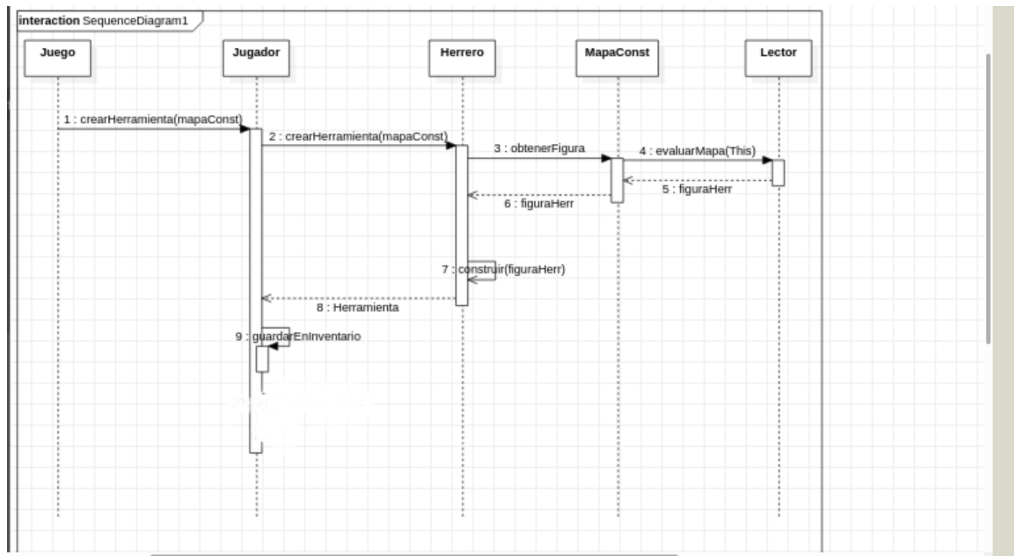 interaction SequenceDiagram1
Juego
Jugador
Herrero
MapaConst
Lector
1 : crearHerramienta(mapaConst)
2 : crearHerramienta(mapaConst)
3 : obtenerFigura
4 : evaluarMapa(This)
5 : figuraHerr
6 : figuraHerr
7 : construir(figuraHerr)
8 : Herramienta
9 : guardarEnInventario